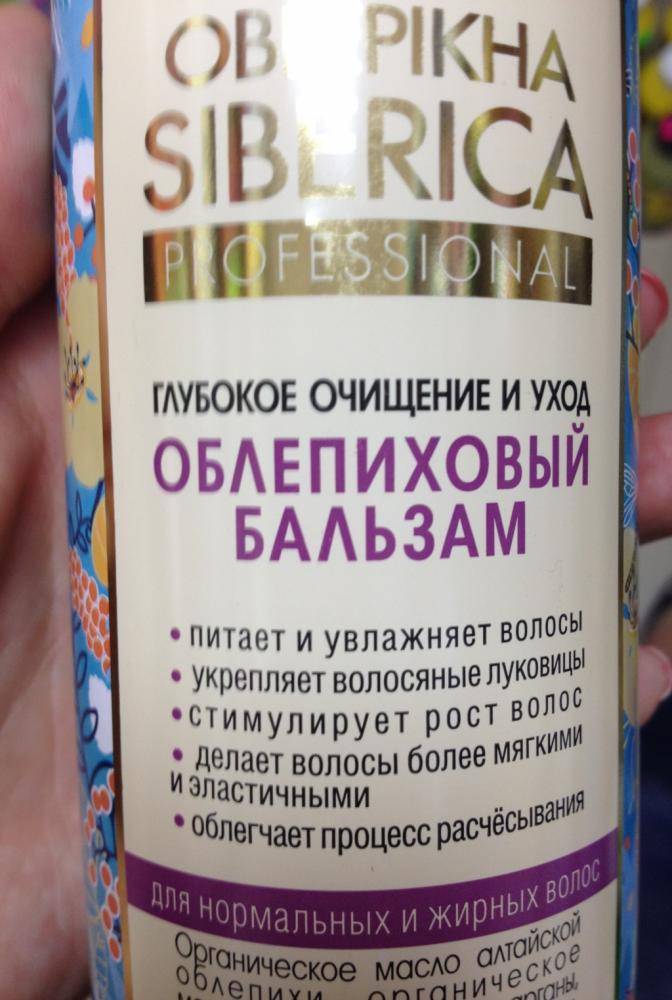 SIBERICA
PROFESSIONAL
ГЛУБОКОЕ ОЧИЩЕНИЕ И УХОД
ОБЛЕПИХОВЫЙ
БАЛЬЗАМ
• питает и увлажняет волосы
• укрепляет волосяные луковицы
• стимулирует рост волос
• делает волосы более мягкими
и эластичными
• облегчает процесс расчёсывания
для нормальных и жирных волос
Органическое масло алтайской
облепихи органическое